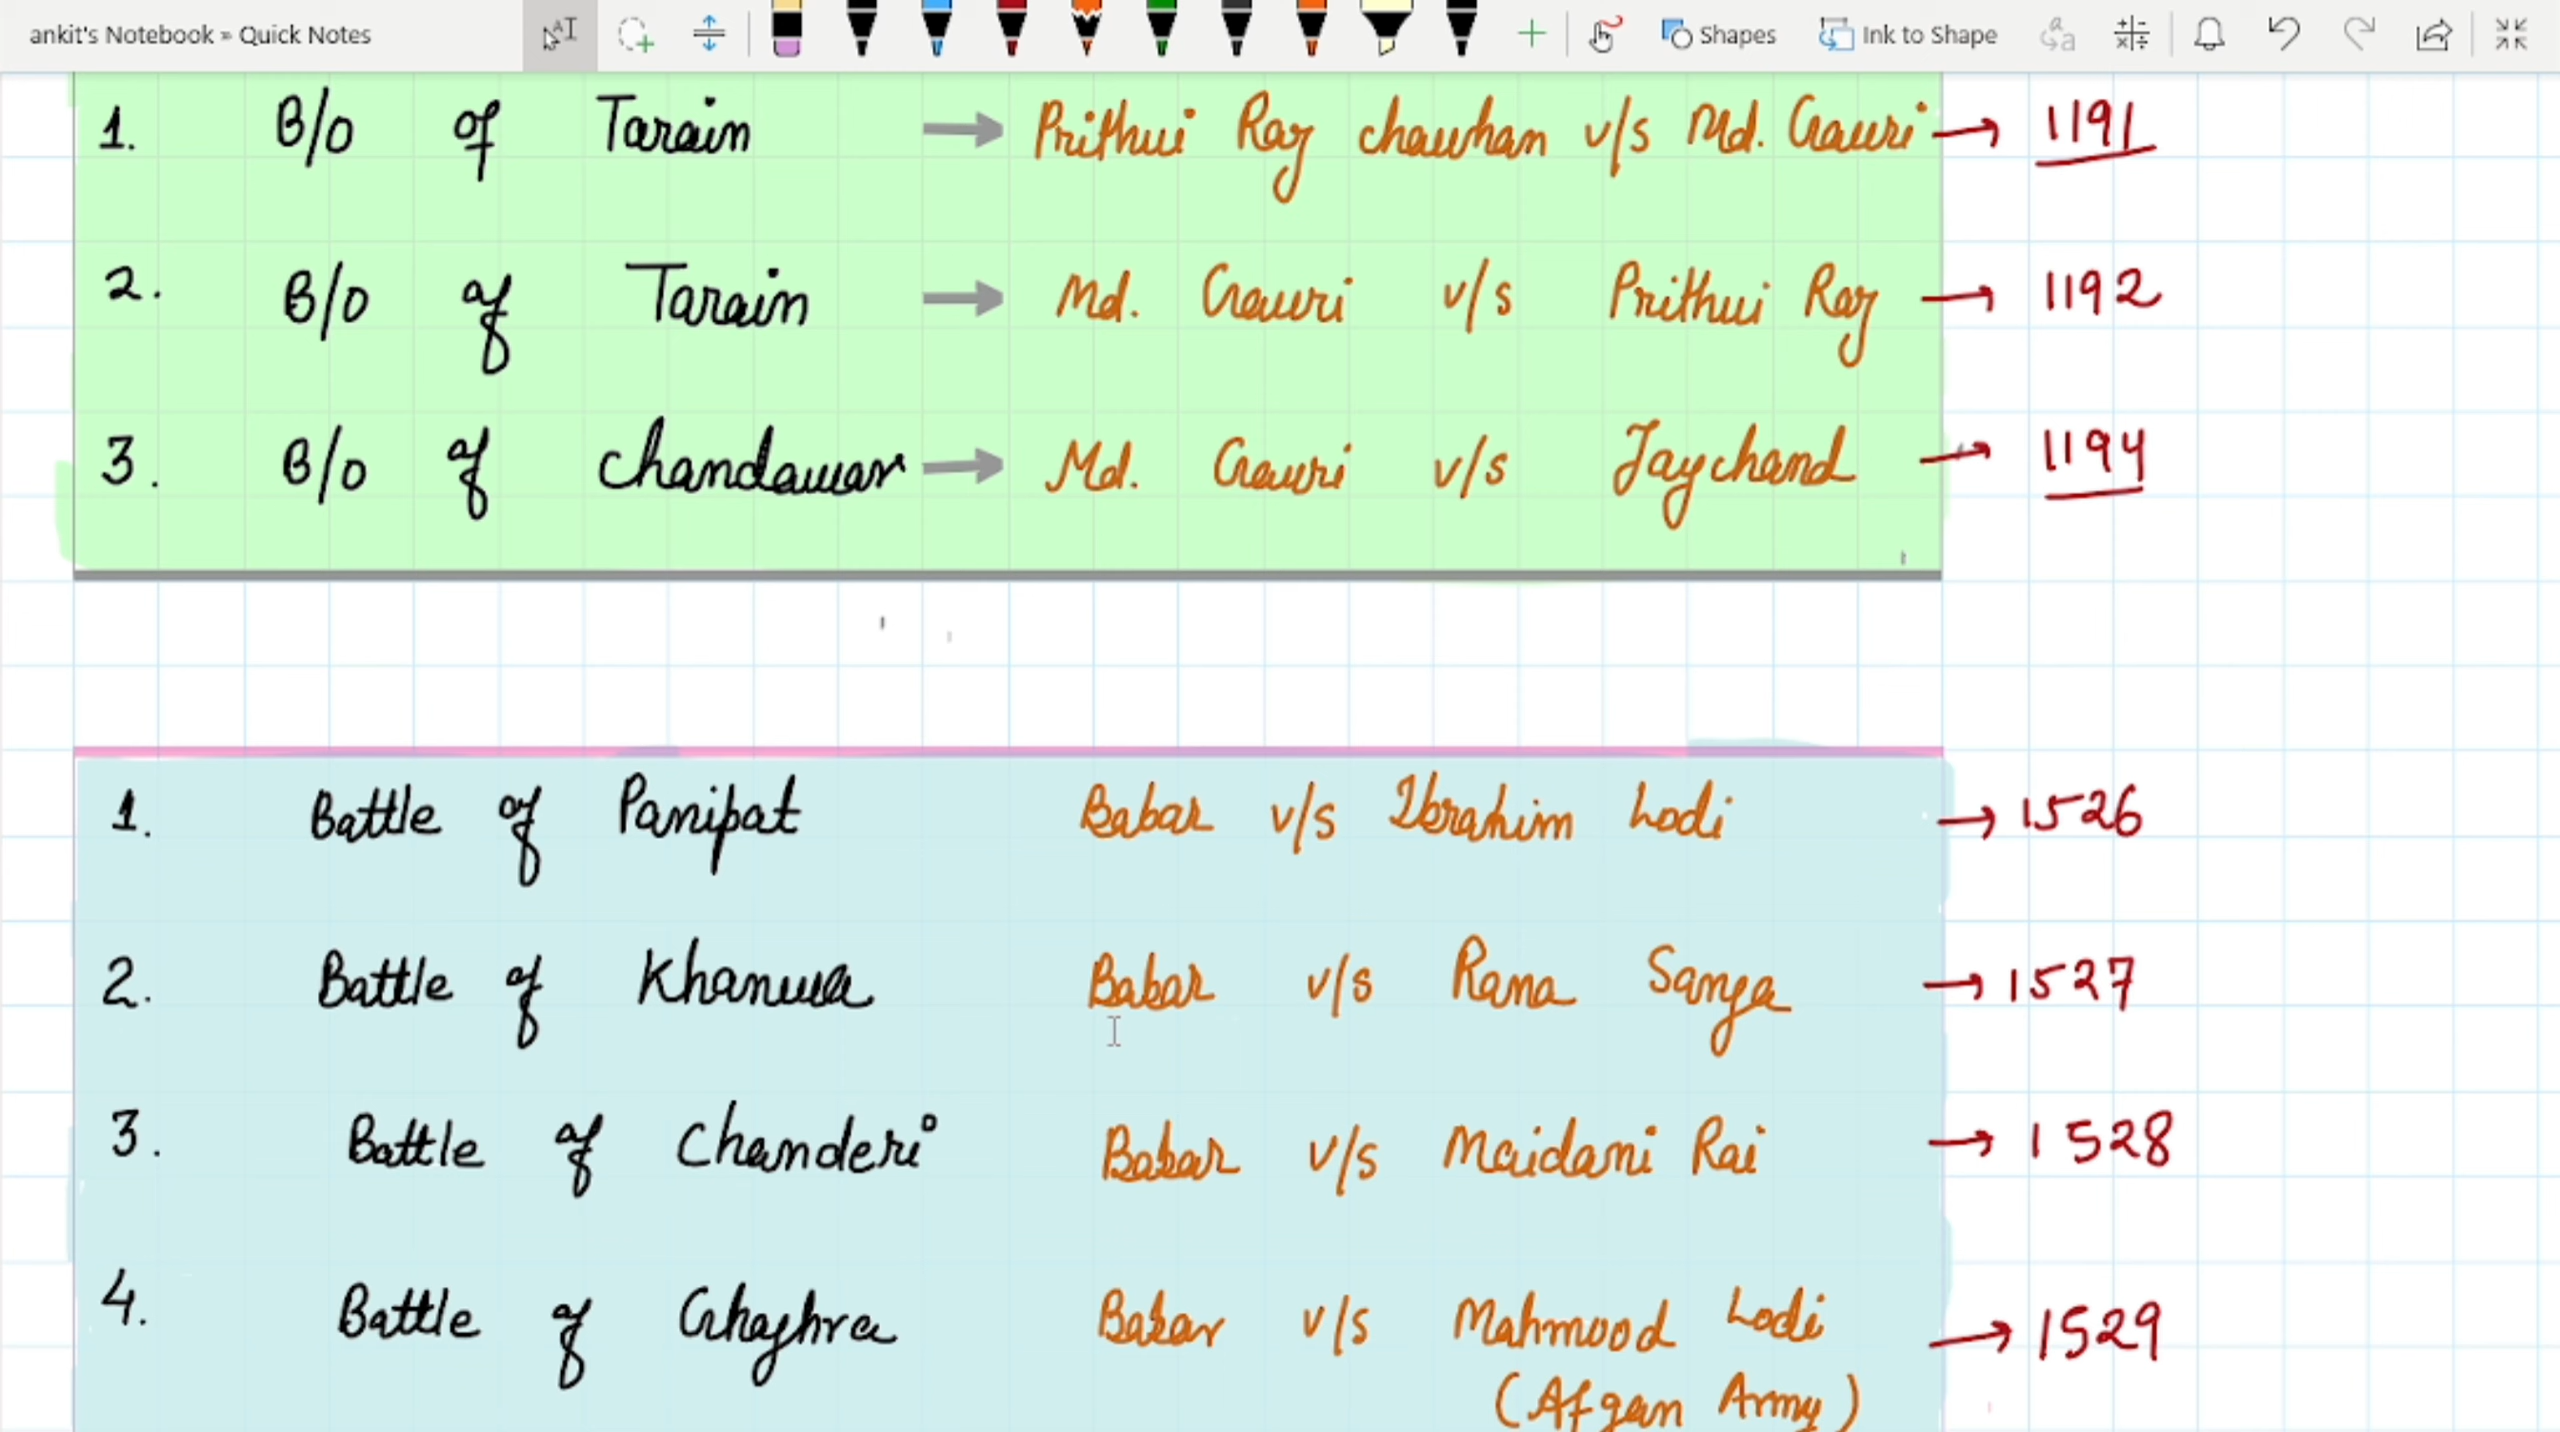 ankit's Notebook » Quick Notes Shapes Ink to Shape
1. B/o of Tarain → Prithvi Raj chauhan v/s Md. Gauri → 1191
2. B/o of Tarain → Md. Gauri v/s Prithvi Raj → 1192
3. B/o of Chandawar → Md. Gauri v/s Jaychand → 1194
1. Battle of Panipat Babar v/s Ibrahim Lodi → 1526
2. Battle of Khanwa Babar v/s Rana Sanga → 1527
3. Battle of Chanderi Babar v/s Maidani Rai → 1528
4. Battle of Ghaghra Babar v/s Mahmood Lodi → 1529
(Afgan Army)